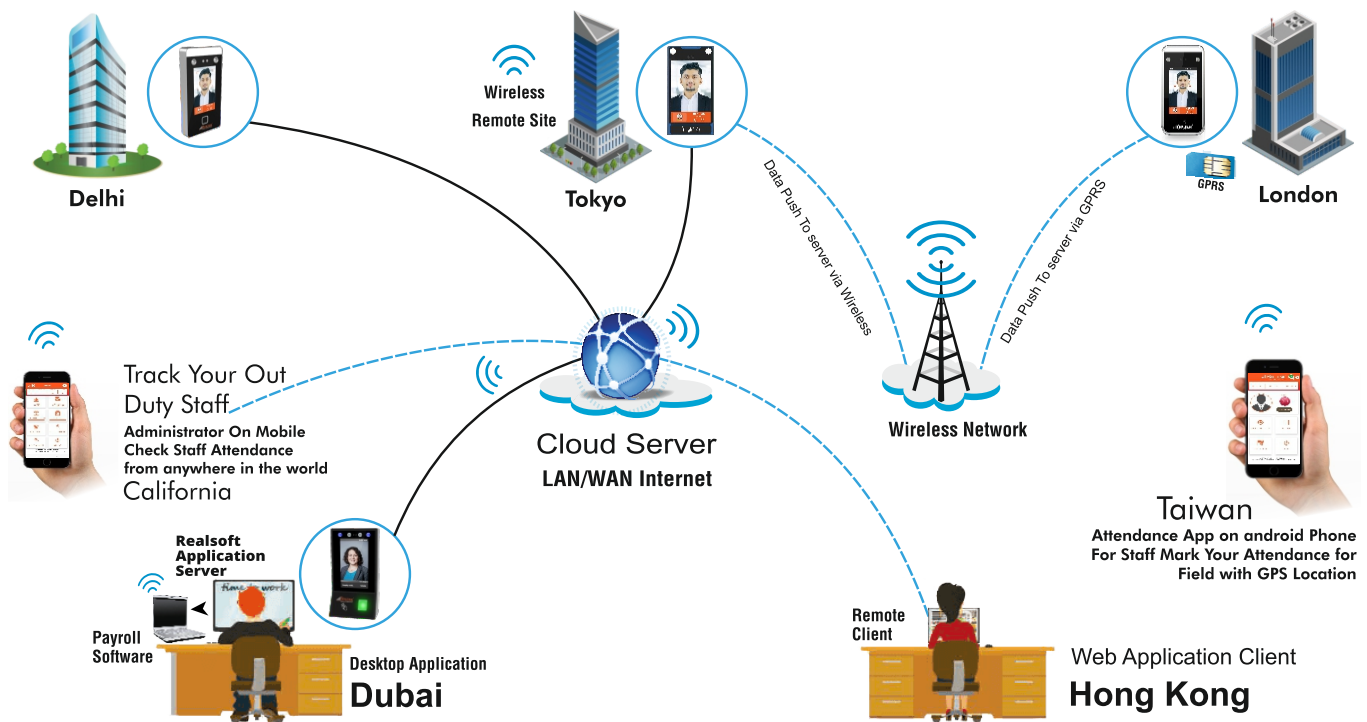 Wireless
Remote Site
Delhi
Tokyo
GPRS
London
Data Push To server via Wireless
Data Push To server via GPRS
Track Your Out
Duty Staff
Administrator On Mobile
Check Staff Attendance
from anywhere in the world
California
Cloud Server
LAN/WAN Internet
Wireless Network
Taiwan
Attendance App on android Phone
For Staff Mark Your Attendance for
Field with GPS Location
Realsoft
Application
Server
time to work
Payroll
Software
Desktop Application
Dubai
Remote
Client
Web Application Client
Hong Kong